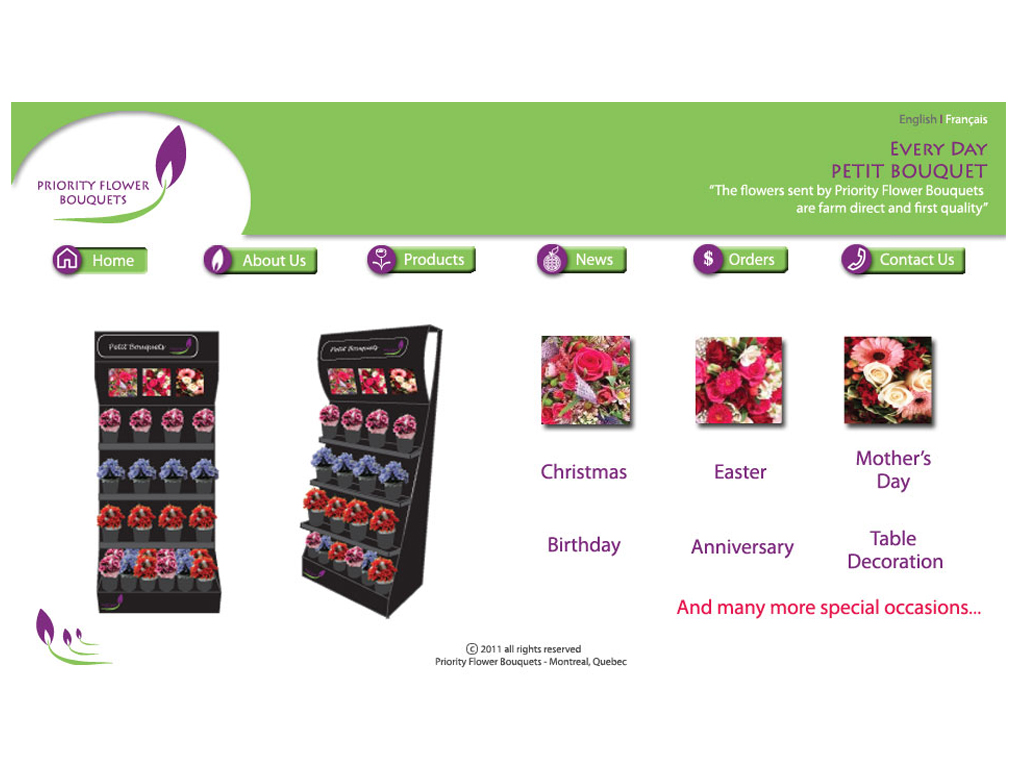 English I Français
EVERY DAY
PETIT BOUQUET
“The flowers sent by Priority Flower Bouquets
are farm direct and first quality”
PRIORITY FLOWER
BOUQUETS
Home
About Us
Products
News
$
Orders
Contact Us
Petit Bouquets
Petit Bouquets
Christmas
Easter
Mother’s
Day
Birthday
Anniversary
Table
Decoration
And many more special occasions...
© 2011 all rights reserved
Priority Flower Bouquets - Montreal, Quebec